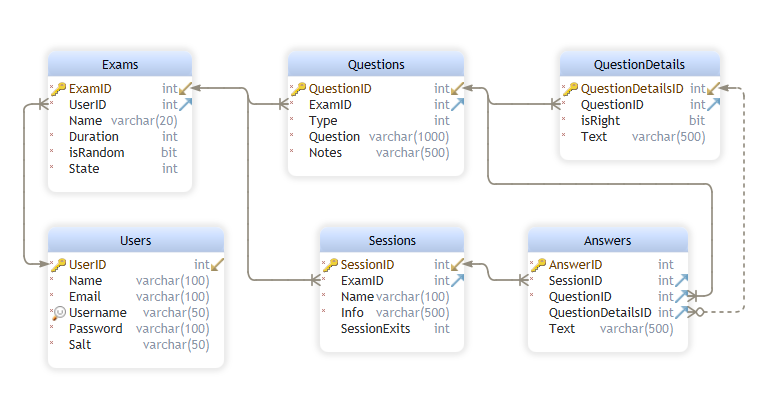 Exams
ExamID int
UserID int
Name varchar(20)
Duration int
isRandom bit
State int
Questions
QuestionID int
ExamID int
Type int
Question varchar(1000)
Notes varchar(500)
QuestionDetails
QuestionDetailsID int
QuestionID int
isRight bit
Text varchar(500)
Users
UserID int
Name varchar(100)
Email varchar(100)
Username varchar(50)
Password varchar(100)
Salt varchar(50)
Sessions
SessionID int
ExamID int
Name varchar(100)
Info varchar(500)
SessionExits int
Answers
AnswerID int
SessionID int
QuestionID int
QuestionDetailsID int
Text varchar(500)